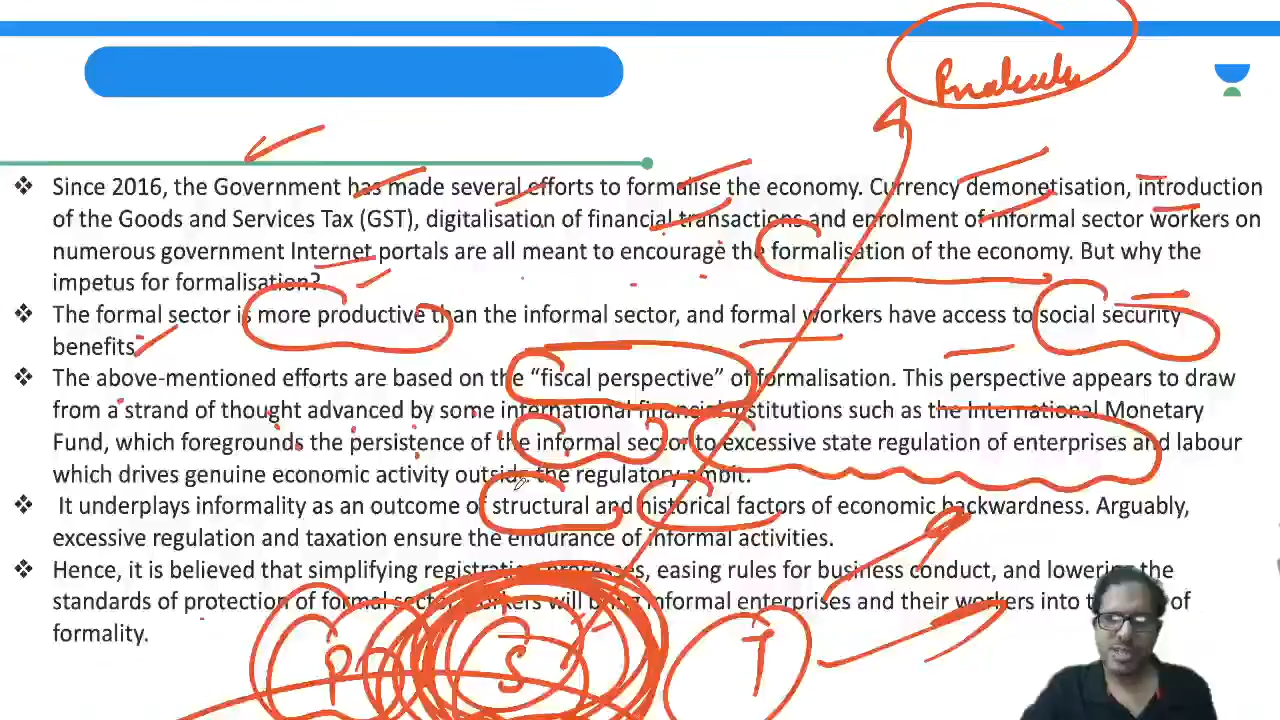 ❖ Since 2016, the Government has made several efforts to formalise the economy. Currency demonetisation, introduction
of the Goods and Services Tax (GST), digitalisation of financial transactions and enrolment of informal sector workers on
numerous government Internet portals are all meant to encourage the formalisation of the economy. But why the
impetus for formalisation?
❖ The formal sector is more productive than the informal sector, and formal workers have access to social security
benefits.
❖ The above-mentioned efforts are based on the “fiscal perspective” of formalisation. This perspective appears to draw
from a strand of thought advanced by some international financial institutions such as the International Monetary
Fund, which foregrounds the persistence of the informal sector to excessive state regulation of enterprises and labour
which drives genuine economic activity outside the regulatory ambit.
❖ It underplays informality as an outcome of structural and historical factors of economic backwardness. Arguably,
excessive regulation and taxation ensure the endurance of informal activities.
❖ Hence, it is believed that simplifying registration processes, easing rules for business conduct, and lowering the
standards of protection of formal sector workers will bring informal enterprises and their workers into the of
formality.
P S T